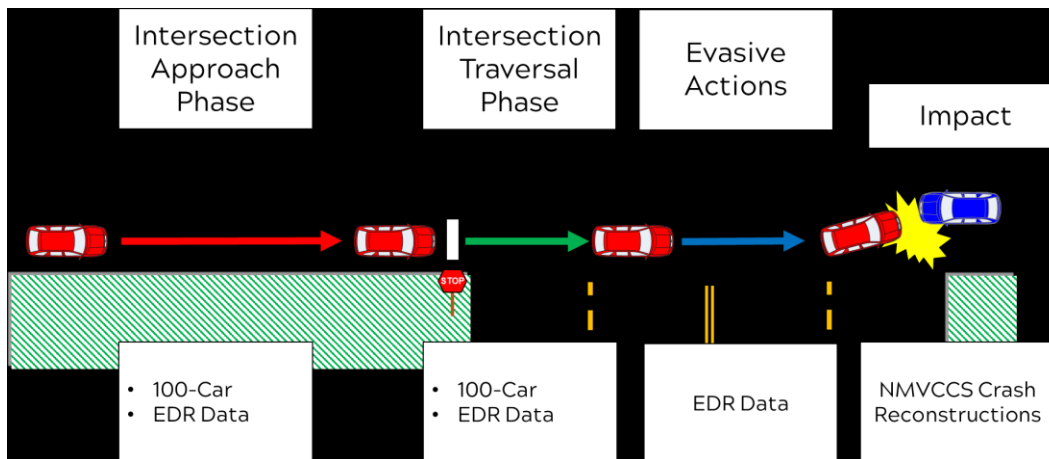 Intersection
Approach
Phase
Intersection
Traversal
Phase
Evasive
Actions
Impact
STOP
• 100-Car
• EDR Data
• 100-Car
• EDR Data
EDR Data
NMVCCS Crash
Reconstructions